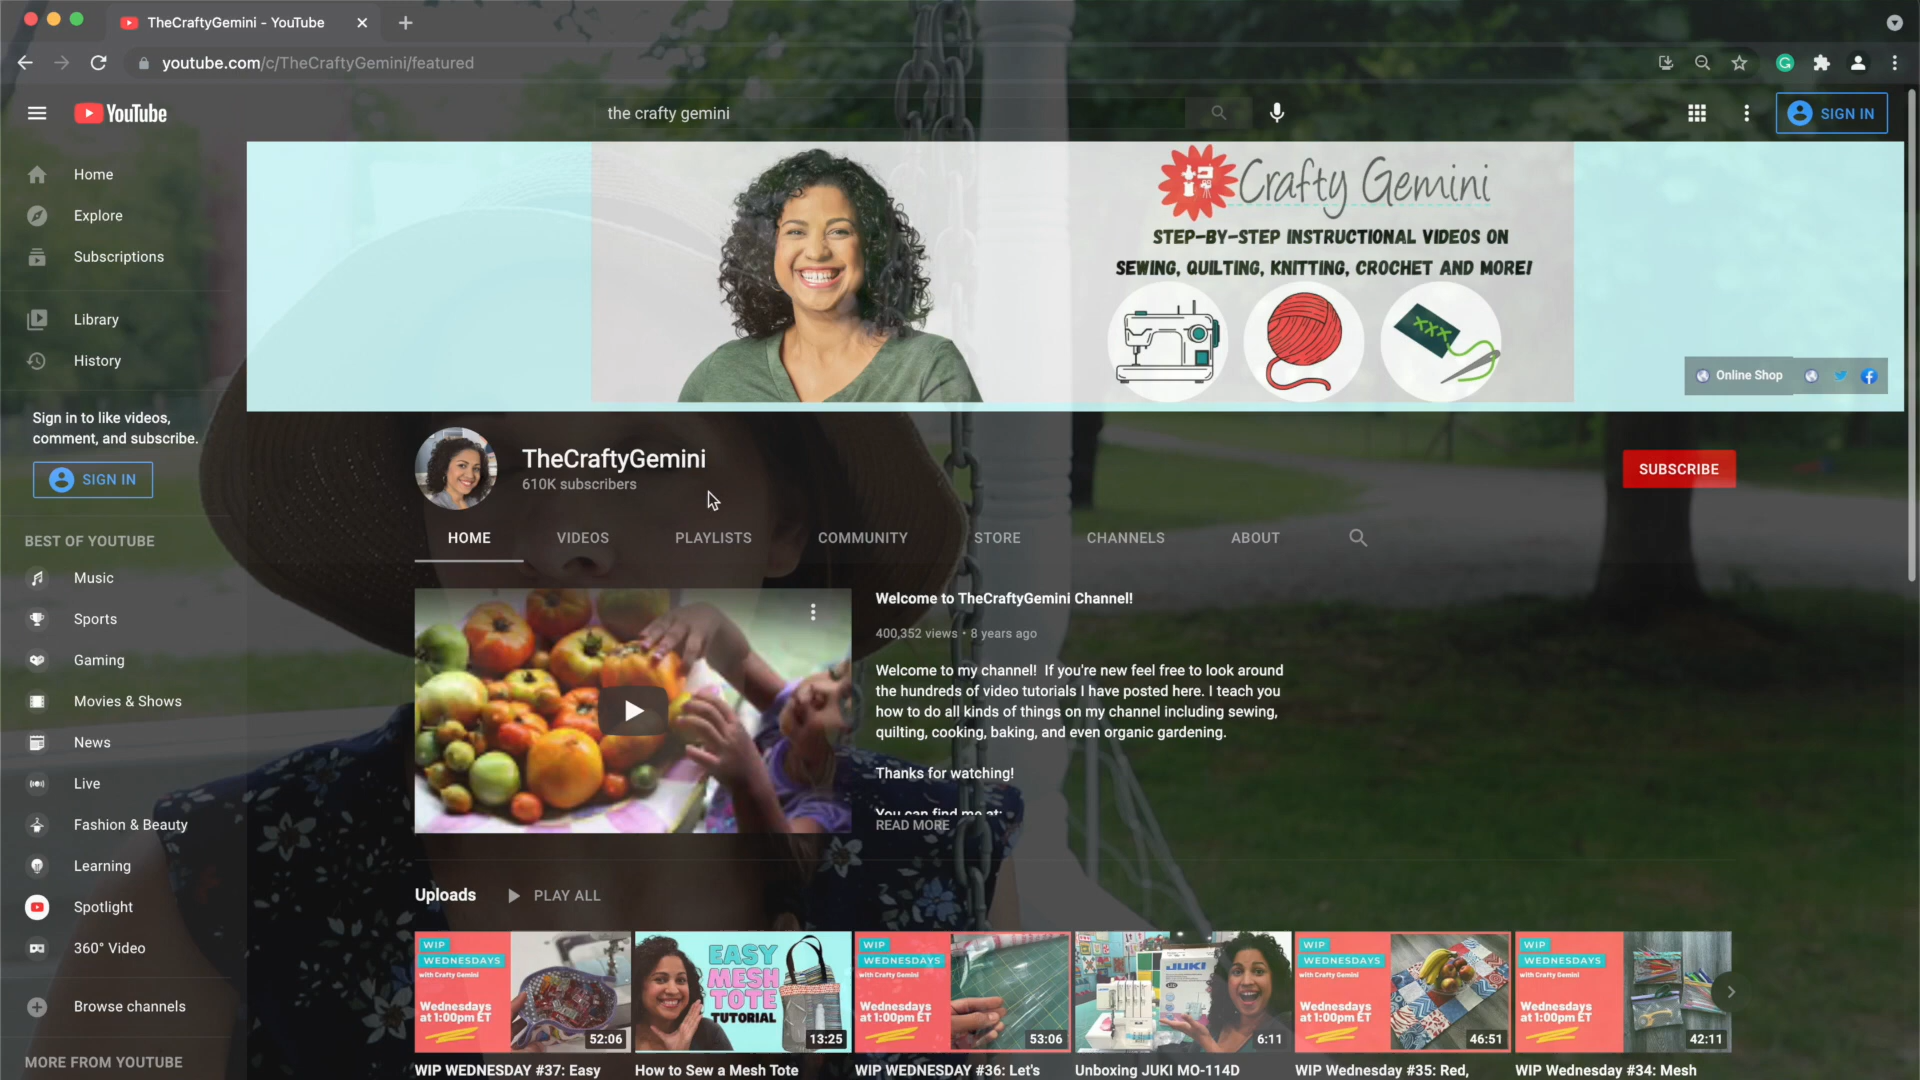 TheCraftyGemini - YouTube
youtube.com/c/TheCraftyGemini/featured
YouTube
the crafty gemini
SIGN IN
Home
Explore
Subscriptions
Library
History
Sign in to like videos,
comment, and subscribe.
SIGN IN
BEST OF YOUTUBE
Music
Sports
Gaming
Movies & Shows
News
Live
Fashion & Beauty
Learning
Spotlight
360° Video
Browse channels
MORE FROM YOUTUBE
Crafty Gemini
STEP-BY-STEP INSTRUCTIONAL VIDEOS ON
SEWING, QUILTING, KNITTING, CROCHET AND MORE!
XXX
Online Shop
TheCraftyGemini
610K subscribers
SUBSCRIBE
HOME VIDEOS PLAYLISTS COMMUNITY STORE CHANNELS ABOUT
Welcome to TheCraftyGemini Channel!
400,352 views • 8 years ago
Welcome to my channel! If you're new feel free to look around
the hundreds of video tutorials I have posted here. I teach you
how to do all kinds of things on my channel including sewing,
quilting, cooking, baking, and even organic gardening.
Thanks for watching!
You can find me at:
READ MORE
Uploads PLAY ALL
WIP
WEDNESDAYS
with Crafty Gemini
Wednesdays
at 1:00pm ET
52:06
EASY
MESH
TOTE
TUTORIAL
13:25
WIP
WEDNESDAYS
with Crafty Gemini
Wednesdays
at 1:00pm ET
53:06
JUKI
6:11
WIP
WEDNESDAYS
with Crafty Gemini
Wednesdays
at 1:00pm ET
46:51
WIP
WEDNESDAYS
with Crafty Gemini
Wednesdays
at 1:00pm ET
42:11
WIP WEDNESDAY #37: Easy
How to Sew a Mesh Tote
WIP WEDNESDAY #36: Let's
Unboxing JUKI MO-114D
WIP Wednesday #35: Red,
WIP Wednesday #34: Mesh